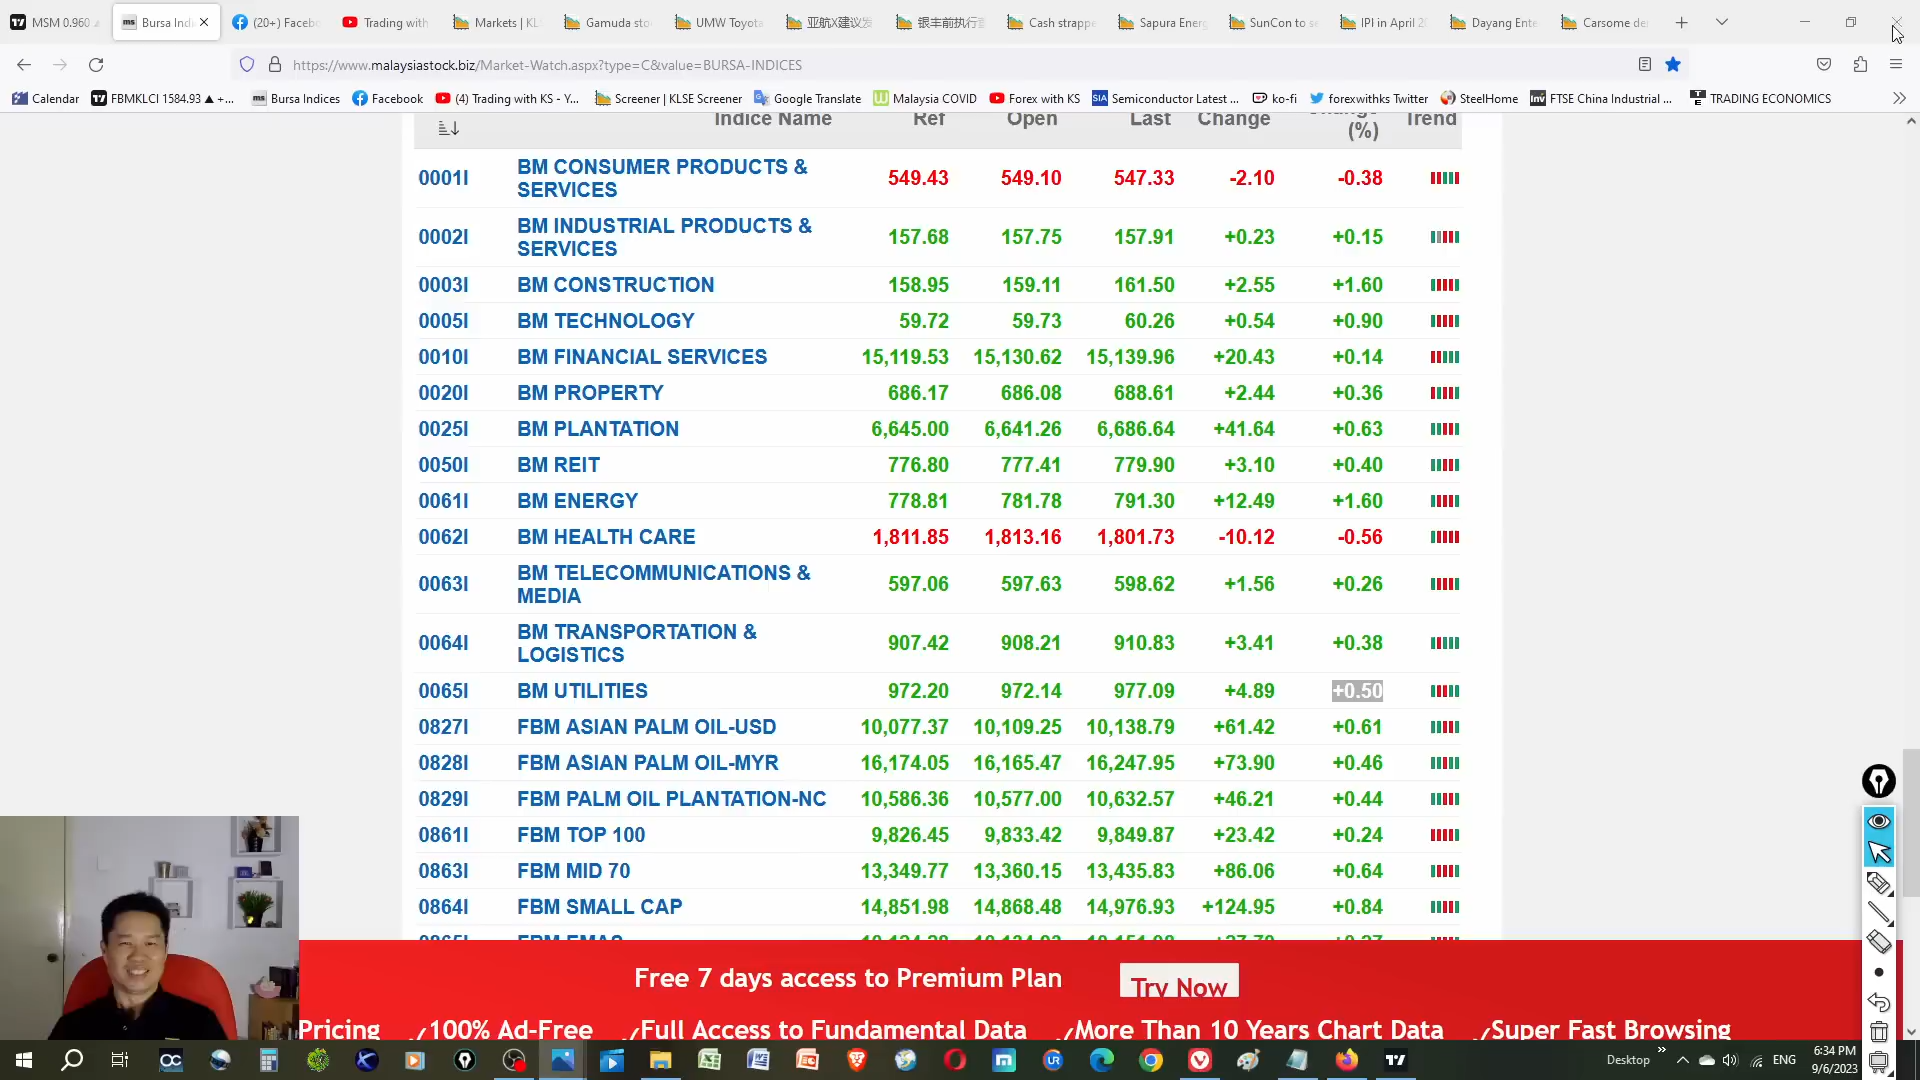 MSM 0.960
Bursa Indi
(20+) Facebo
Trading with
Markets | KL
Gamuda sto
UMW Toyota
亚航X建议发
银丰前执行董
Cash strappe
Sapura Energ
SunCon to se
IPI in April 2
Dayang Ente
Carsome de
https://www.malaysiastock.biz/Market-Watch.aspx?type=C&value=BURSA-INDICES
Calendar
FBMKLCI 1584.93 ▲ +...
Bursa Indices
Facebook
(4) Trading with KS - Y...
Screener | KLSE Screener
Google Translate
Malaysia COVID
Forex with KS
Semiconductor Latest ...
ko-fi
forexwithks Twitter
SteelHome
FTSE China Industrial ...
TRADING ECONOMICS
Indice Name Ref Open Last Change Change (%) Trend
0001I BM CONSUMER PRODUCTS & SERVICES 549.43 549.10 547.33 -2.10 -0.38
0002I BM INDUSTRIAL PRODUCTS & SERVICES 157.68 157.75 157.91 +0.23 +0.15
0003I BM CONSTRUCTION 158.95 159.11 161.50 +2.55 +1.60
0005I BM TECHNOLOGY 59.72 59.73 60.26 +0.54 +0.90
0010I BM FINANCIAL SERVICES 15,119.53 15,130.62 15,139.96 +20.43 +0.14
0020I BM PROPERTY 686.17 686.08 688.61 +2.44 +0.36
0025I BM PLANTATION 6,645.00 6,641.26 6,686.64 +41.64 +0.63
0050I BM REIT 776.80 777.41 779.90 +3.10 +0.40
0061I BM ENERGY 778.81 781.78 791.30 +12.49 +1.60
0062I BM HEALTH CARE 1,811.85 1,813.16 1,801.73 -10.12 -0.56
0063I BM TELECOMMUNICATIONS & MEDIA 597.06 597.63 598.62 +1.56 +0.26
0064I BM TRANSPORTATION & LOGISTICS 907.42 908.21 910.83 +3.41 +0.38
0065I BM UTILITIES 972.20 972.14 977.09 +4.89 +0.50
0827I FBM ASIAN PALM OIL-USD 10,077.37 10,109.25 10,138.79 +61.42 +0.61
0828I FBM ASIAN PALM OIL-MYR 16,174.05 16,165.47 16,247.95 +73.90 +0.46
0829I FBM PALM OIL PLANTATION-NC 10,586.36 10,577.00 10,632.57 +46.21 +0.44
0861I FBM TOP 100 9,826.45 9,833.42 9,849.87 +23.42 +0.24
0863I FBM MID 70 13,349.77 13,360.15 13,435.83 +86.06 +0.64
0864I FBM SMALL CAP 14,851.98 14,868.48 14,976.93 +124.95 +0.84
Free 7 days access to Premium Plan
Try Now
Pricing
✓100% Ad-Free
✓Full Access to Fundamental Data
✓More Than 10 Years Chart Data
✓Super Fast Browsing
Desktop
ENG
6:34 PM
9/6/2023